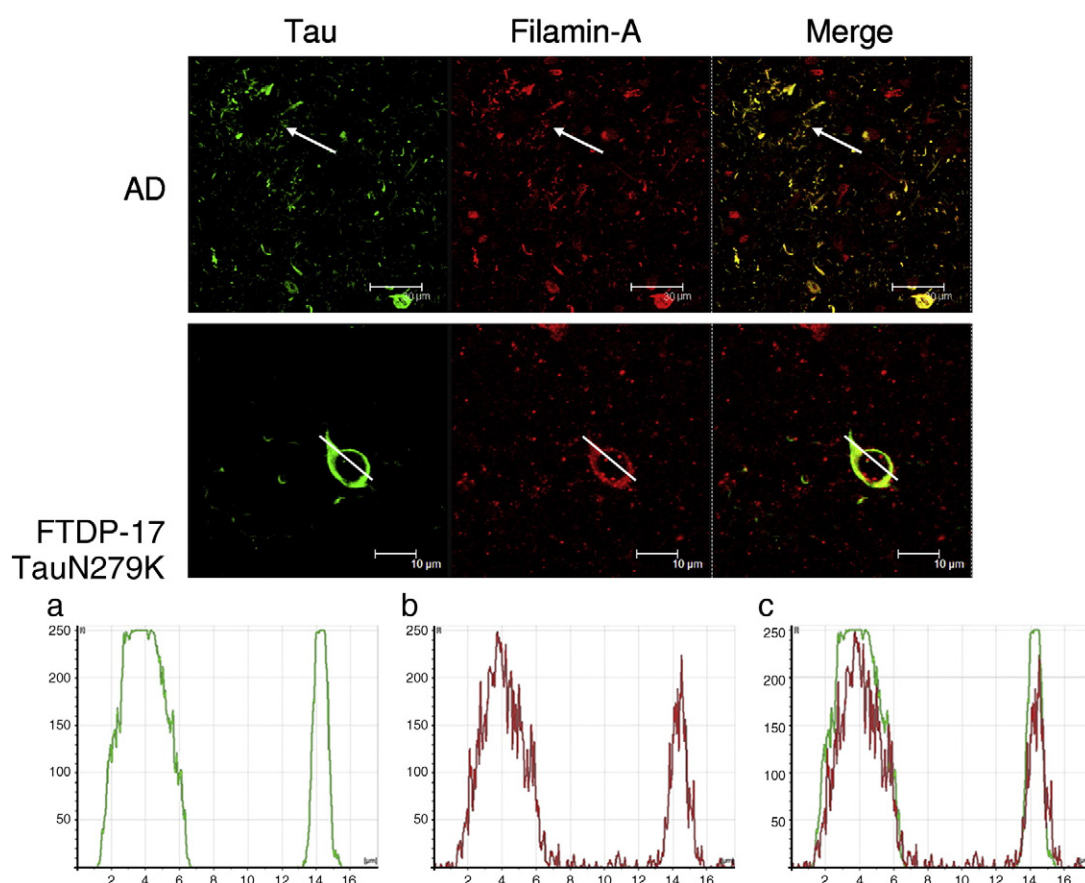 Tau Filamin-A Merge
AD
30 µm 30 µm 30 µm
FTDP-17
TauN279K
10 µm 10 µm 10 µm
a b c
250 250 250
200 200 200
150 150 150
100 100 100
50 50 50
2 4 6 8 10 12 14 16 2 4 6 8 10 12 14 16 2 4 6 8 10 12 14 16